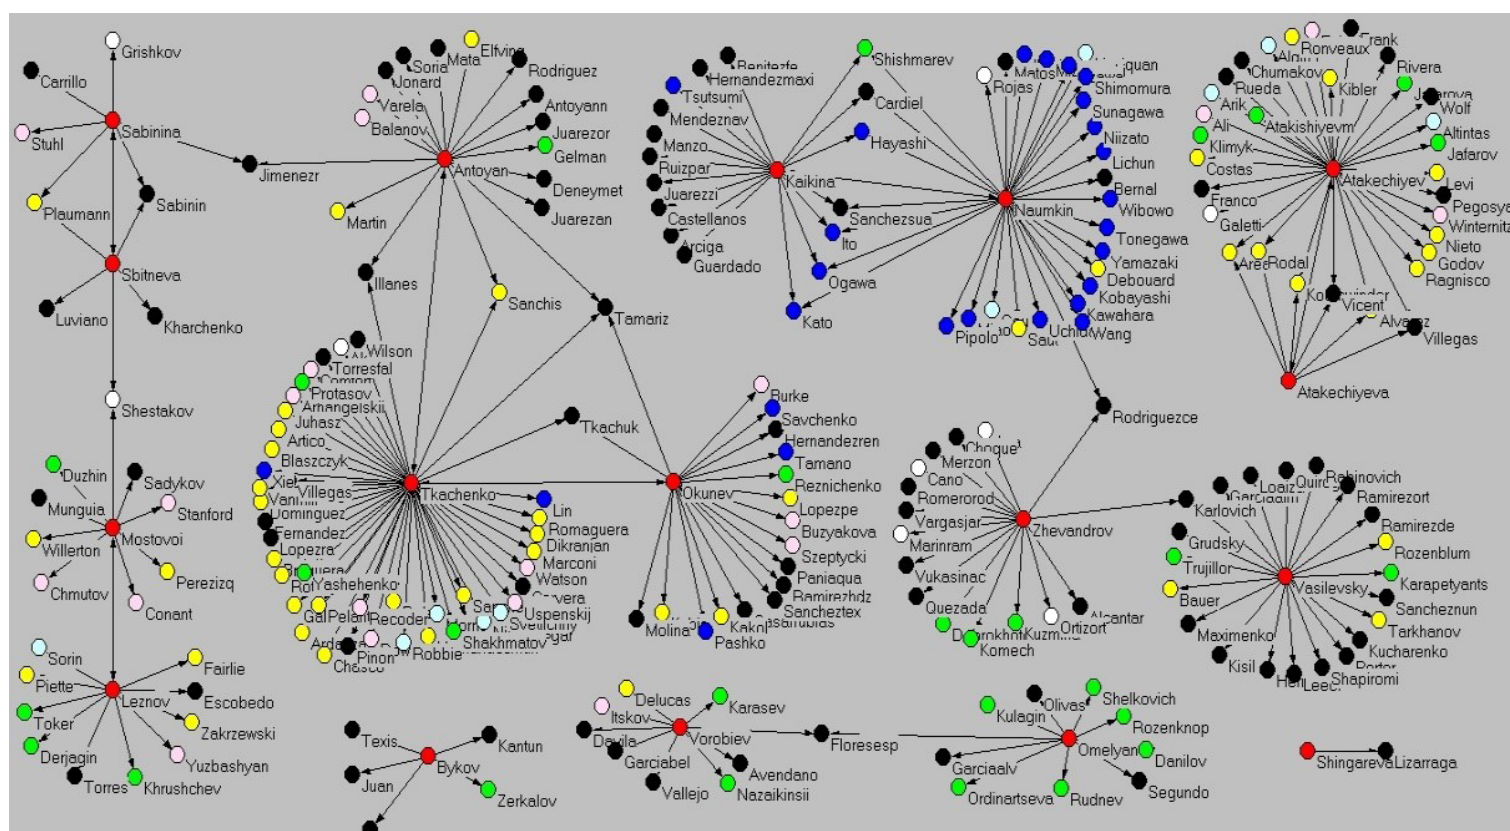 Grishkov
Carrillo
Sabinina
Stuhl
Jimenezr
Plaumann
Sabinin
Sbitneva
Luviano
Kharchenko
Shestakov
Duzhin
Sadykov
Munguia
Stanford
Mostovoi
Willerton
Perezizq
Chmutov
Conant
Sorin
Fairlie
Piette
Leznov
Escobedo
Toker
Zakrzewski
Derjagin
Yuzbashyan
Torres
Khrushchev
Elfving
Mata
Soria
Rodriguez
Jonard
Varela
Antoyann
Balanov
Juarezor
Gelman
Antoyan
Deneymet
Martin
Juarezan
Illanes
Sanchis
Tamariz
Wilson
Torresfal
Protasov
Arhangelskii
Juhasz
Artico
Blaszczyk
Villegas
Tkachenko
Dominguez
Fernandez
Lopezra
Yashehenko
Pinon
Robbie
Shakhmatov
Uspenskij
Watson
Marconi
Dikranjan
Romaguera
Lin
Tkachuk
Okunev
Burke
Savchenko
Hernandezren
Tamano
Reznichenko
Lopezpe
Buzyakova
Szeptycki
Paniaqua
Ramirezhdz
Sancheztex
Kakol
Pashko
Molina
Benitezfe
Hernandezmaxi
Tsutsumi
Mendeznav
Manzo
Ruizpar
Juarezzi
Castellanos
Arciga
Guardado
Kaikina
Shishmarev
Cardiel
Hayashi
Sanchezsua
Ito
Ogawa
Kato
Rojas
Shimomura
Sunagawa
Niizato
Lichun
Bernal
Naumkin
Wibowo
Tonegawa
Yamazaki
Debouard
Kobayashi
Kawahara
Wang
Pipolo
Rodriguezce
Ronveaux
Frank
Chumakov
Rivera
Rueda
Kibler
Arik
Wolf
Ali
Atakishiyevm
Altintas
Klimyk
Jafarov
Costas
Atakechiyev
Levi
Franco
Galetti
Winternitz
Nieto
Rodal
Godov
Ragnisco
Vicent
Alvarez
Villegas
Atakechiyeva
Merzon
Cano
Romerorod
Vargasjar
Marinram
Zhevandrov
Vukasinac
Quezada
Komech
Ortizort
Alcantar
Karlovich
Rabinovich
Ramirezort
Grudsky
Ramirezde
Trujillor
Rozenblum
Bauer
Vasilevsky
Karapetyants
Sancheznun
Tarkhanov
Maximenko
Kucharenko
Kisil
Shapiromi
Texis
Bykov
Kantun
Juan
Zerkalov
Delucas
Itskov
Karasev
Davila
Vorobiev
Floresesp
Garciabel
Avendano
Vallejo
Nazaikinsii
Kulagin
Olivas
Shelkovich
Rozenknop
Danilov
Garciaalv
Ordinartseva
Rudnev
Segundo
Shingareva
Lizarraga